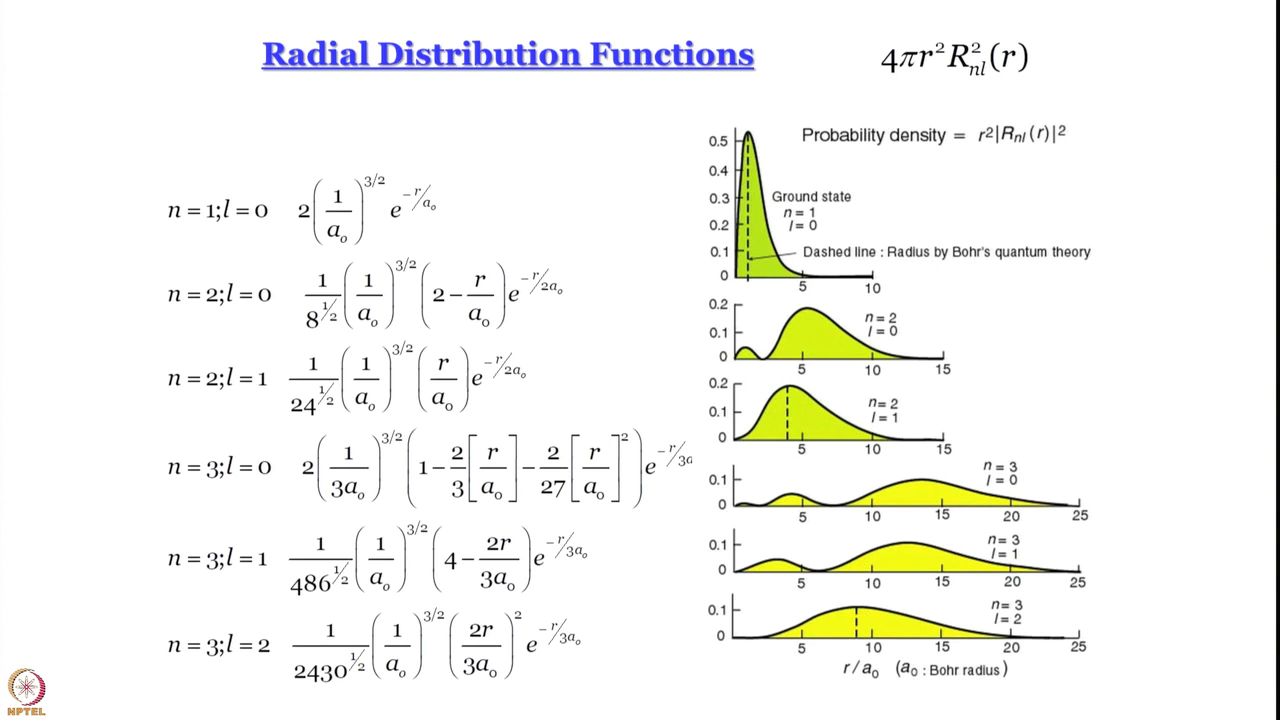 Radial Distribution Functions
4πr²R²ₙₗ(r)
n = 1; l = 0   2(1/aₒ)^3/2 e^−r/aₒ
n = 2; l = 0   1/8^½ (1/aₒ)^3/2 (2 − r/aₒ) e^−r/2aₒ
n = 2; l = 1   1/24^½ (1/aₒ)^3/2 (r/aₒ) e^−r/2aₒ
n = 3; l = 0   2(1/3aₒ)^3/2 (1 − 2/3 [r/aₒ] − 2/27 [r/aₒ]²) e^−r/3a
n = 3; l = 1   1/486^½ (1/aₒ)^3/2 (4 − 2r/3aₒ) e^−r/3aₒ
n = 3; l = 2   1/2430^½ (1/aₒ)^3/2 (2r/3aₒ)² e^−r/3aₒ
Probability density = r²|Rₙₗ(r)|²
0.5
0.4
0.3
0.2
0.1
0
Ground state
n = 1
l = 0
Dashed line : Radius by Bohr's quantum theory
5 10
0.2
0.1
0
n = 2
l = 0
5 10 15
0.2
0.1
0
n = 2
l = 1
5 10 15
0.1
0
n = 3
l = 0
5 10 15 20 25
0.1
0
n = 3
l = 1
5 10 15 20 25
0.1
0
n = 3
l = 2
5 10 15 20 25
r/a₀ (a₀ : Bohr radius)
NPTEL